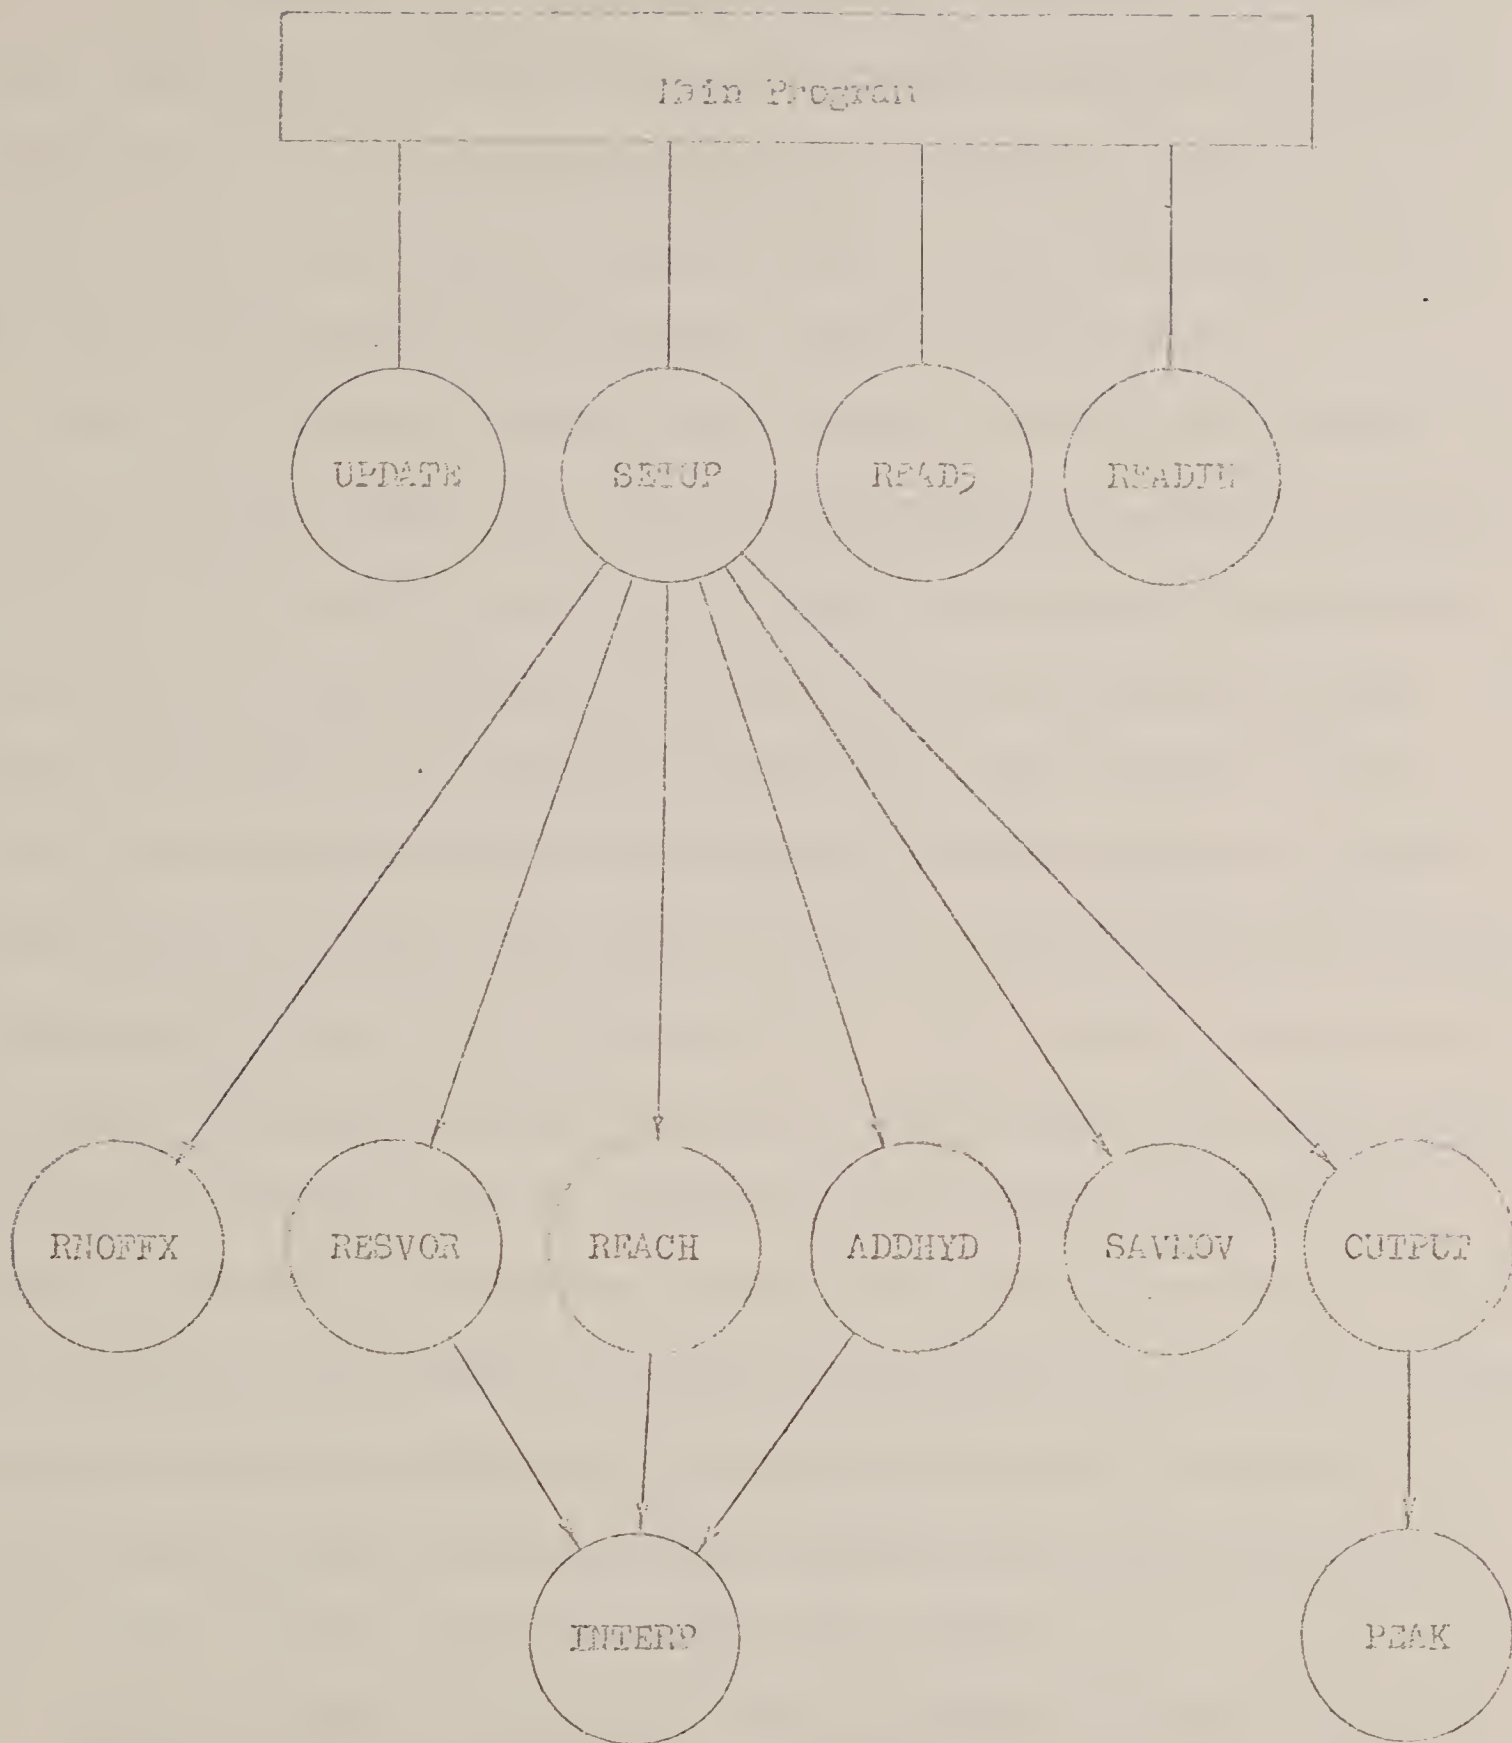 Main Program
UPDATE
SETUP
READ5
RNOFFX
RESVOR
REACH
ADDHYD
SAVMOV
OUTPUT
INTERP
PEAK